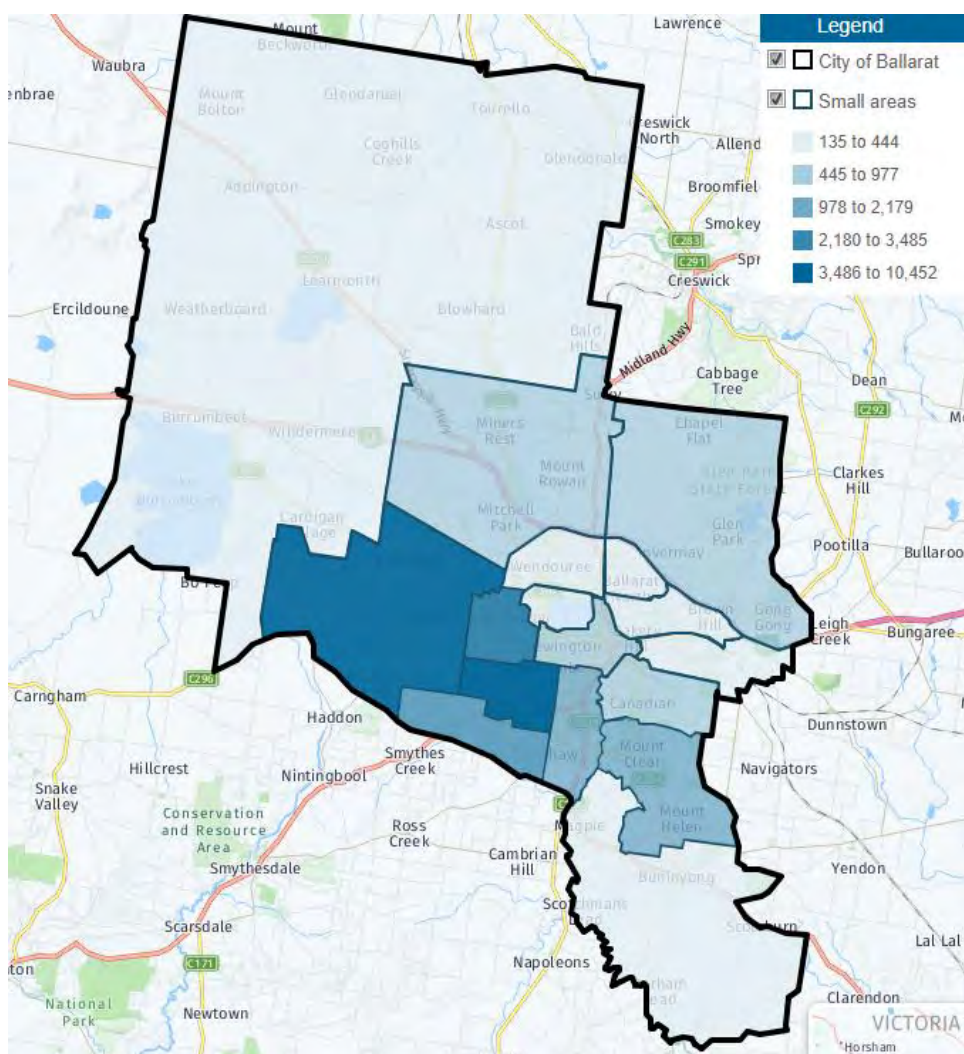 Legend
City of Ballarat
Small areas
135 to 444
445 to 977
978 to 2,179
2,180 to 3,485
3,486 to 10,452
Lawrence
Mount
Beckworth
Waubra
Mount
Bolton
Glendaruel
Tourello
Creswick
North
Allend
Coghills
Creek
Glendonald
Addington
Broomfiel
Ascot
Smokey
C283
C291
Spr
Creswick
Learmonth
Ercildoune
Weatherboard
Blowhard
Bald
Hills
Midland Hwy
Cabbage
Tree
Dean
C292
Burrumbeet
Windermere
Miners
Rest
Chapel
Flat
Mount
Rowan
Clarkes
Hill
Mitchell
Park
Glen
Park
Cardigan
Village
Pootilla
Bullaroo
Wendouree
Ballarat
Brown
Hill
Gong
Gong
Leigh
Creek
Bungaree
C296
Carngham
Canadian
Haddon
Dunnstown
Smythes
Creek
Mount
Clear
Hillcrest
Nintingbool
Navigators
Snake
Valley
Conservation
and Resource
Area
Ross
Creek
Magpie
Mount
Helen
Cambrian
Hill
Smythesdale
Buninyong
Yendon
Scarsdale
C171
Napoleons
Lal Lal
National
Park
Newtown
Clarendon
VICTORIA
Horsham